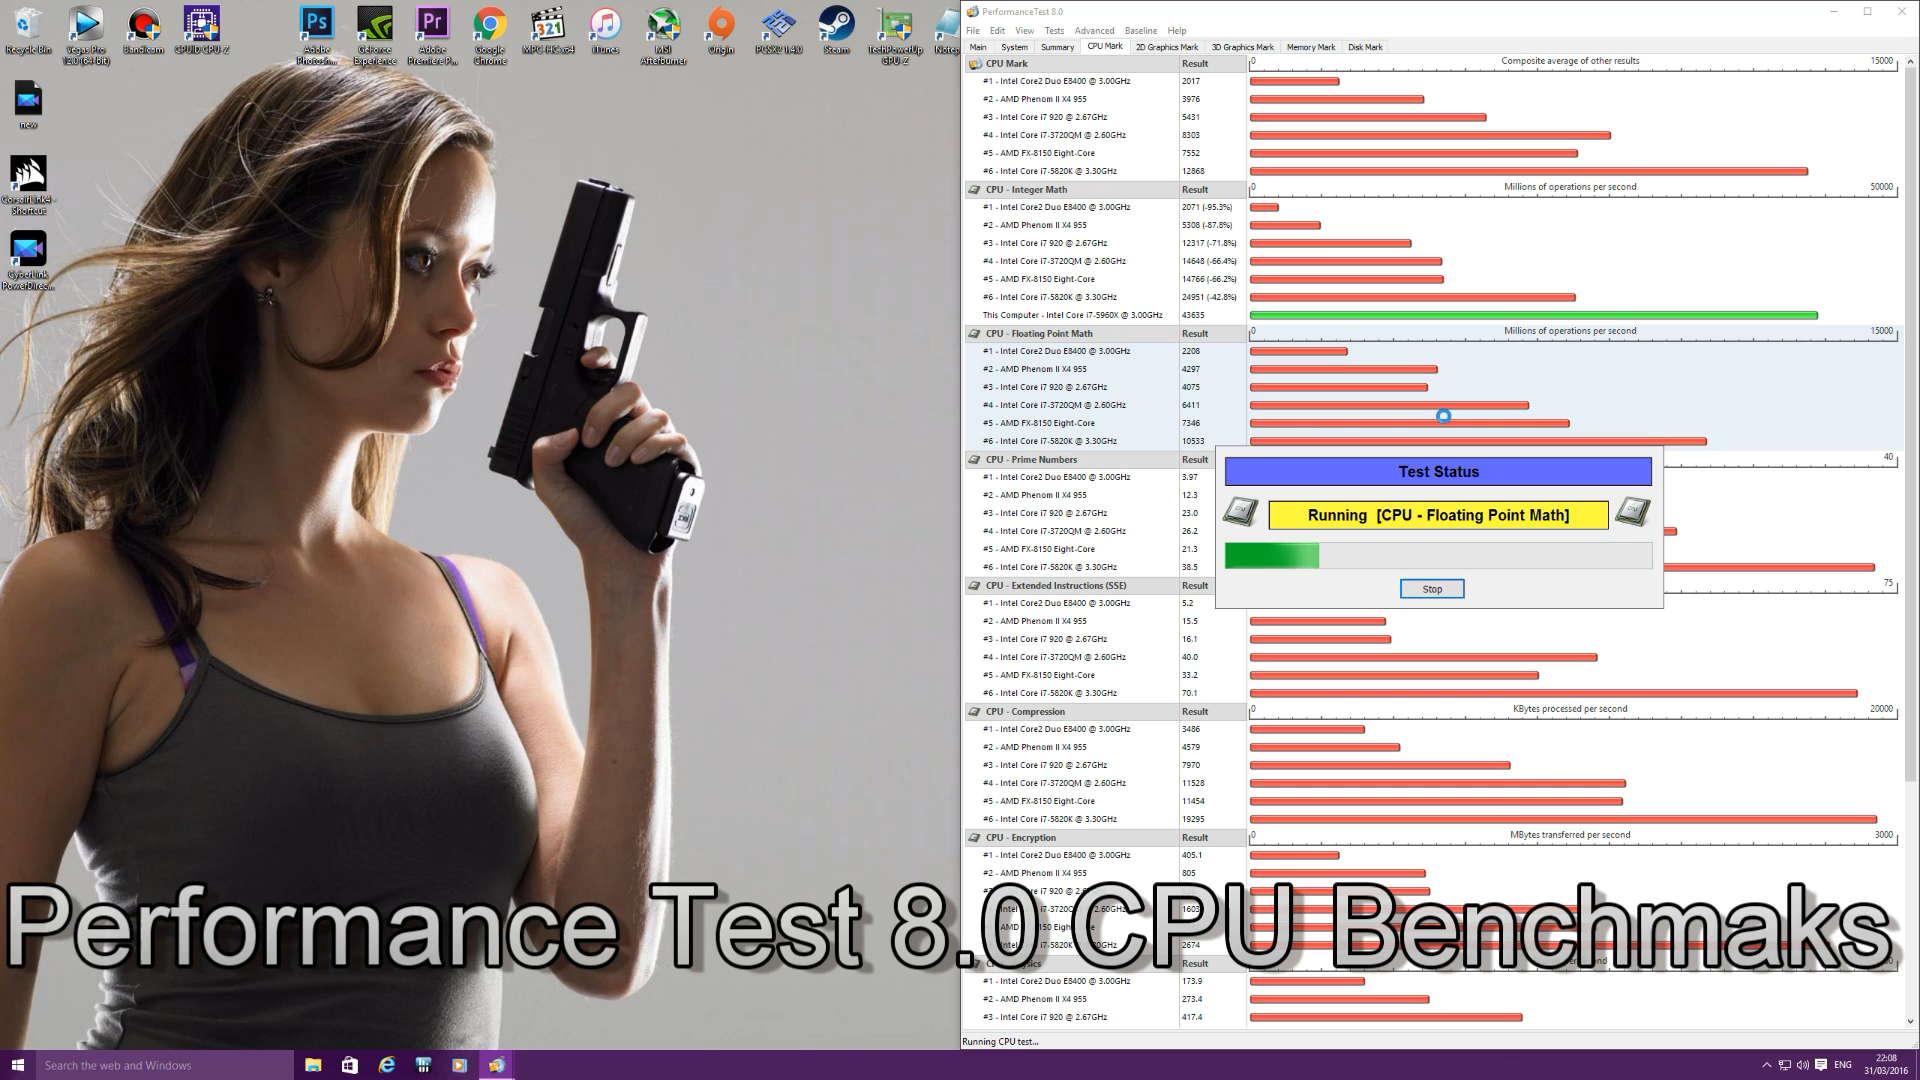 Recycle Bin
Vegas Pro 12.0 (64-bit)
Bandicam
CPUID CPU-Z
Adobe Photosh...
GeForce Experience
Adobe Premiere P...
Google Chrome
MPC-HC x64
iTunes
MSI Afterburner
Origin
PCSX2 1.4.0
Steam
TechPowerUp GPU-Z
Notep
new
CorsairLink4 - Shortcut
CyberLink PowerDirec...
PerformanceTest 8.0
File Edit View Tests Advanced Baseline Help
Main System Summary CPU Mark 2D Graphics Mark 3D Graphics Mark Memory Mark Disk Mark
CPU Mark Result 0 Composite average of other results 15000
#1 - Intel Core2 Duo E8400 @ 3.00GHz 2017
#2 - AMD Phenom II X4 955 3976
#3 - Intel Core i7 920 @ 2.67GHz 5431
#4 - Intel Core i7-3720QM @ 2.60GHz 8303
#5 - AMD FX-8150 Eight-Core 7552
#6 - Intel Core i7-5820K @ 3.30GHz 12868
CPU - Integer Math Result 0 Millions of operations per second 50000
#1 - Intel Core2 Duo E8400 @ 3.00GHz 2071 (-95.3%)
#2 - AMD Phenom II X4 955 5308 (-87.8%)
#3 - Intel Core i7 920 @ 2.67GHz 12317 (-71.8%)
#4 - Intel Core i7-3720QM @ 2.60GHz 14648 (-66.4%)
#5 - AMD FX-8150 Eight-Core 14766 (-66.2%)
#6 - Intel Core i7-5820K @ 3.30GHz 24951 (-42.8%)
This Computer - Intel Core i7-5960X @ 3.00GHz 43635
CPU - Floating Point Math Result 0 Millions of operations per second 15000
#1 - Intel Core2 Duo E8400 @ 3.00GHz 2208
#2 - AMD Phenom II X4 955 4297
#3 - Intel Core i7 920 @ 2.67GHz 4075
#4 - Intel Core i7-3720QM @ 2.60GHz 6411
#5 - AMD FX-8150 Eight-Core 7346
#6 - Intel Core i7-5820K @ 3.30GHz 10533
CPU - Prime Numbers Result 40
#1 - Intel Core2 Duo E8400 @ 3.00GHz 3.97
#2 - AMD Phenom II X4 955 12.3
#3 - Intel Core i7 920 @ 2.67GHz 23.0
#4 - Intel Core i7-3720QM @ 2.60GHz 26.2
#5 - AMD FX-8150 Eight-Core 21.3
#6 - Intel Core i7-5820K @ 3.30GHz 38.5
Test Status
Running [CPU - Floating Point Math]
Stop
CPU - Extended Instructions (SSE) Result 75
#1 - Intel Core2 Duo E8400 @ 3.00GHz 5.2
#2 - AMD Phenom II X4 955 15.5
#3 - Intel Core i7 920 @ 2.67GHz 16.1
#4 - Intel Core i7-3720QM @ 2.60GHz 40.0
#5 - AMD FX-8150 Eight-Core 33.2
#6 - Intel Core i7-5820K @ 3.30GHz 70.1
CPU - Compression Result 0 KBytes processed per second 20000
#1 - Intel Core2 Duo E8400 @ 3.00GHz 3486
#2 - AMD Phenom II X4 955 4579
#3 - Intel Core i7 920 @ 2.67GHz 7970
#4 - Intel Core i7-3720QM @ 2.60GHz 11528
#5 - AMD FX-8150 Eight-Core 11454
#6 - Intel Core i7-5820K @ 3.30GHz 19295
CPU - Encryption Result 0 MBytes transferred per second 3000
#1 - Intel Core2 Duo E8400 @ 3.00GHz 405.1
#2 - AMD Phenom II X4 955 805
2674
Performance Test 8.0 CPU Benchmaks
#1 - Intel Core2 Duo E8400 @ 3.00GHz 173.9
#2 - AMD Phenom II X4 955 273.4
#3 - Intel Core i7 920 @ 2.67GHz 417.4
Running CPU test...
Search the web and Windows
ENG
22:08
31/03/2016